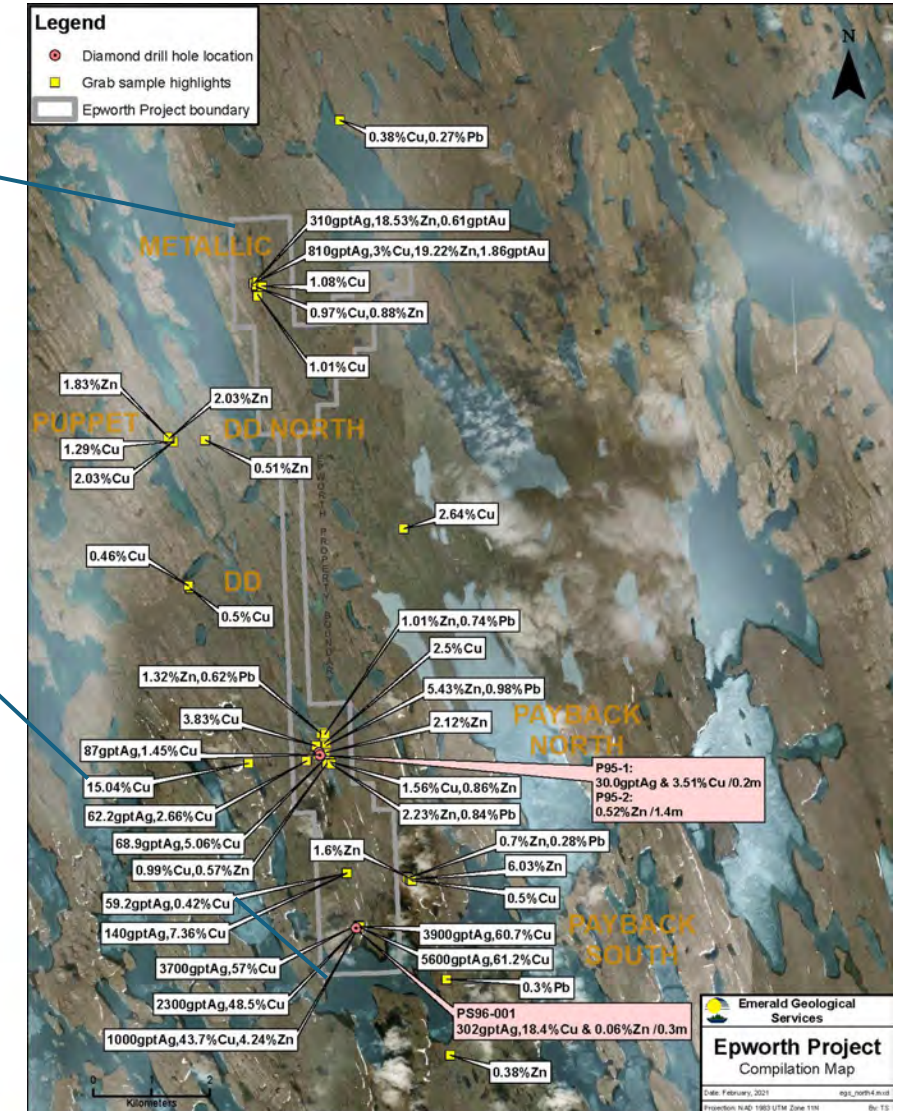 Legend
Diamond drill hole location
Grab sample highlights
Epworth Project boundary
N
0.38%Cu,0.27%Pb
310gptAg,18.53%Zn,0.61gptAu
METALLIC
810gptAg,3%Cu,19.22%Zn,1.86gptAu
1.08%Cu
0.97%Cu,0.88%Zn
1.01%Cu
1.83%Zn
2.03%Zn
PUPPET
DD NORTH
1.29%Cu
0.51%Zn
2.03%Cu
EPWORTH PROPERTY BOUNDARY
2.64%Cu
0.46%Cu
DD
0.5%Cu
1.01%Zn,0.74%Pb
2.5%Cu
1.32%Zn,0.62%Pb
5.43%Zn,0.98%Pb
3.83%Cu
2.12%Zn
PAYBACK
NORTH
87gptAg,1.45%Cu
P95-1:
30.0gptAg & 3.51%Cu /0.2m
P95-2:
0.52%Zn /1.4m
15.04%Cu
1.56%Cu,0.86%Zn
62.2gptAg,2.66%Cu
2.23%Zn,0.84%Pb
68.9gptAg,5.06%Cu
0.7%Zn,0.28%Pb
1.6%Zn
0.99%Cu,0.57%Zn
6.03%Zn
0.5%Cu
59.2gptAg,0.42%Cu
PAYBACK
SOUTH
140gptAg,7.36%Cu
3900gptAg,60.7%Cu
5600gptAg,61.2%Cu
3700gptAg,57%Cu
0.3%Pb
2300gptAg,48.5%Cu
PS96-001
302gptAg,18.4%Cu & 0.06%Zn /0.3m
1000gptAg,43.7%Cu,4.24%Zn
0.38%Zn
0 1 2
Kilometers
Emerald Geological
Services
Epworth Project
Compilation Map
Date: February, 2021
egs_north4.mxd
Projection: NAD 1983 UTM Zone 11N
By: TS